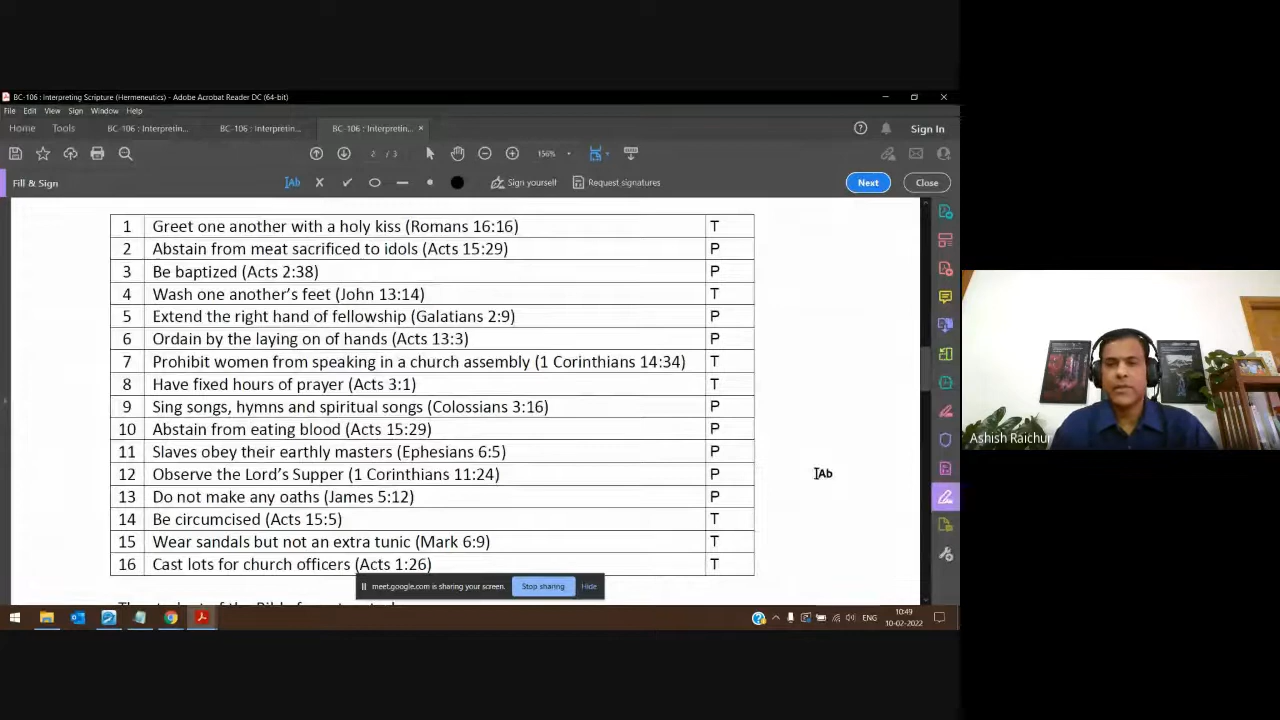 BC-106 : Interpreting Scripture (Hermeneutics) - Adobe Acrobat Reader DC (64-bit)
File Edit View Sign Window Help
Home Tools BC-106 : Interpretin... BC-106 : Interpretin... BC-106 : Interpretin... × Sign In
2 / 3 156%
Fill & Sign Ab Sign yourself Request signatures Next Close
1 Greet one another with a holy kiss (Romans 16:16) T
2 Abstain from meat sacrificed to idols (Acts 15:29) P
3 Be baptized (Acts 2:38) P
4 Wash one another's feet (John 13:14) T
5 Extend the right hand of fellowship (Galatians 2:9) P
6 Ordain by the laying on of hands (Acts 13:3) P
7 Prohibit women from speaking in a church assembly (1 Corinthians 14:34) T
8 Have fixed hours of prayer (Acts 3:1) T
9 Sing songs, hymns and spiritual songs (Colossians 3:16) P
10 Abstain from eating blood (Acts 15:29) P
11 Slaves obey their earthly masters (Ephesians 6:5) P
12 Observe the Lord's Supper (1 Corinthians 11:24) P
Ab
13 Do not make any oaths (James 5:12) P
14 Be circumcised (Acts 15:5) T
15 Wear sandals but not an extra tunic (Mark 6:9) T
16 Cast lots for church officers (Acts 1:26) T
meet.google.com is sharing your screen. Stop sharing Hide
ENG
10:49
10-02-2022
Ashish Raichur